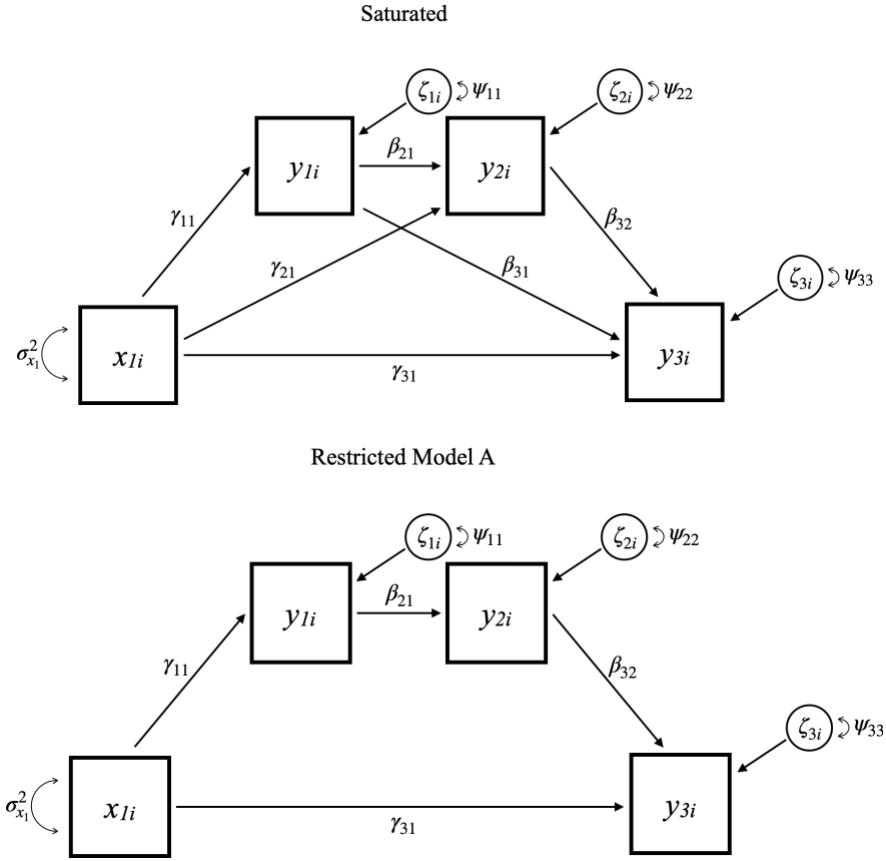 Saturated
ζ1i ψ11
ζ2i ψ22
y1i
β21
y2i
γ11
β32
γ21
β31
ζ3i ψ33
σ²x1
x1i
y3i
γ31
Restricted Model A
ζ1i ψ11
ζ2i ψ22
y1i
β21
y2i
γ11
β32
ζ3i ψ33
σ²x1
x1i
y3i
γ31